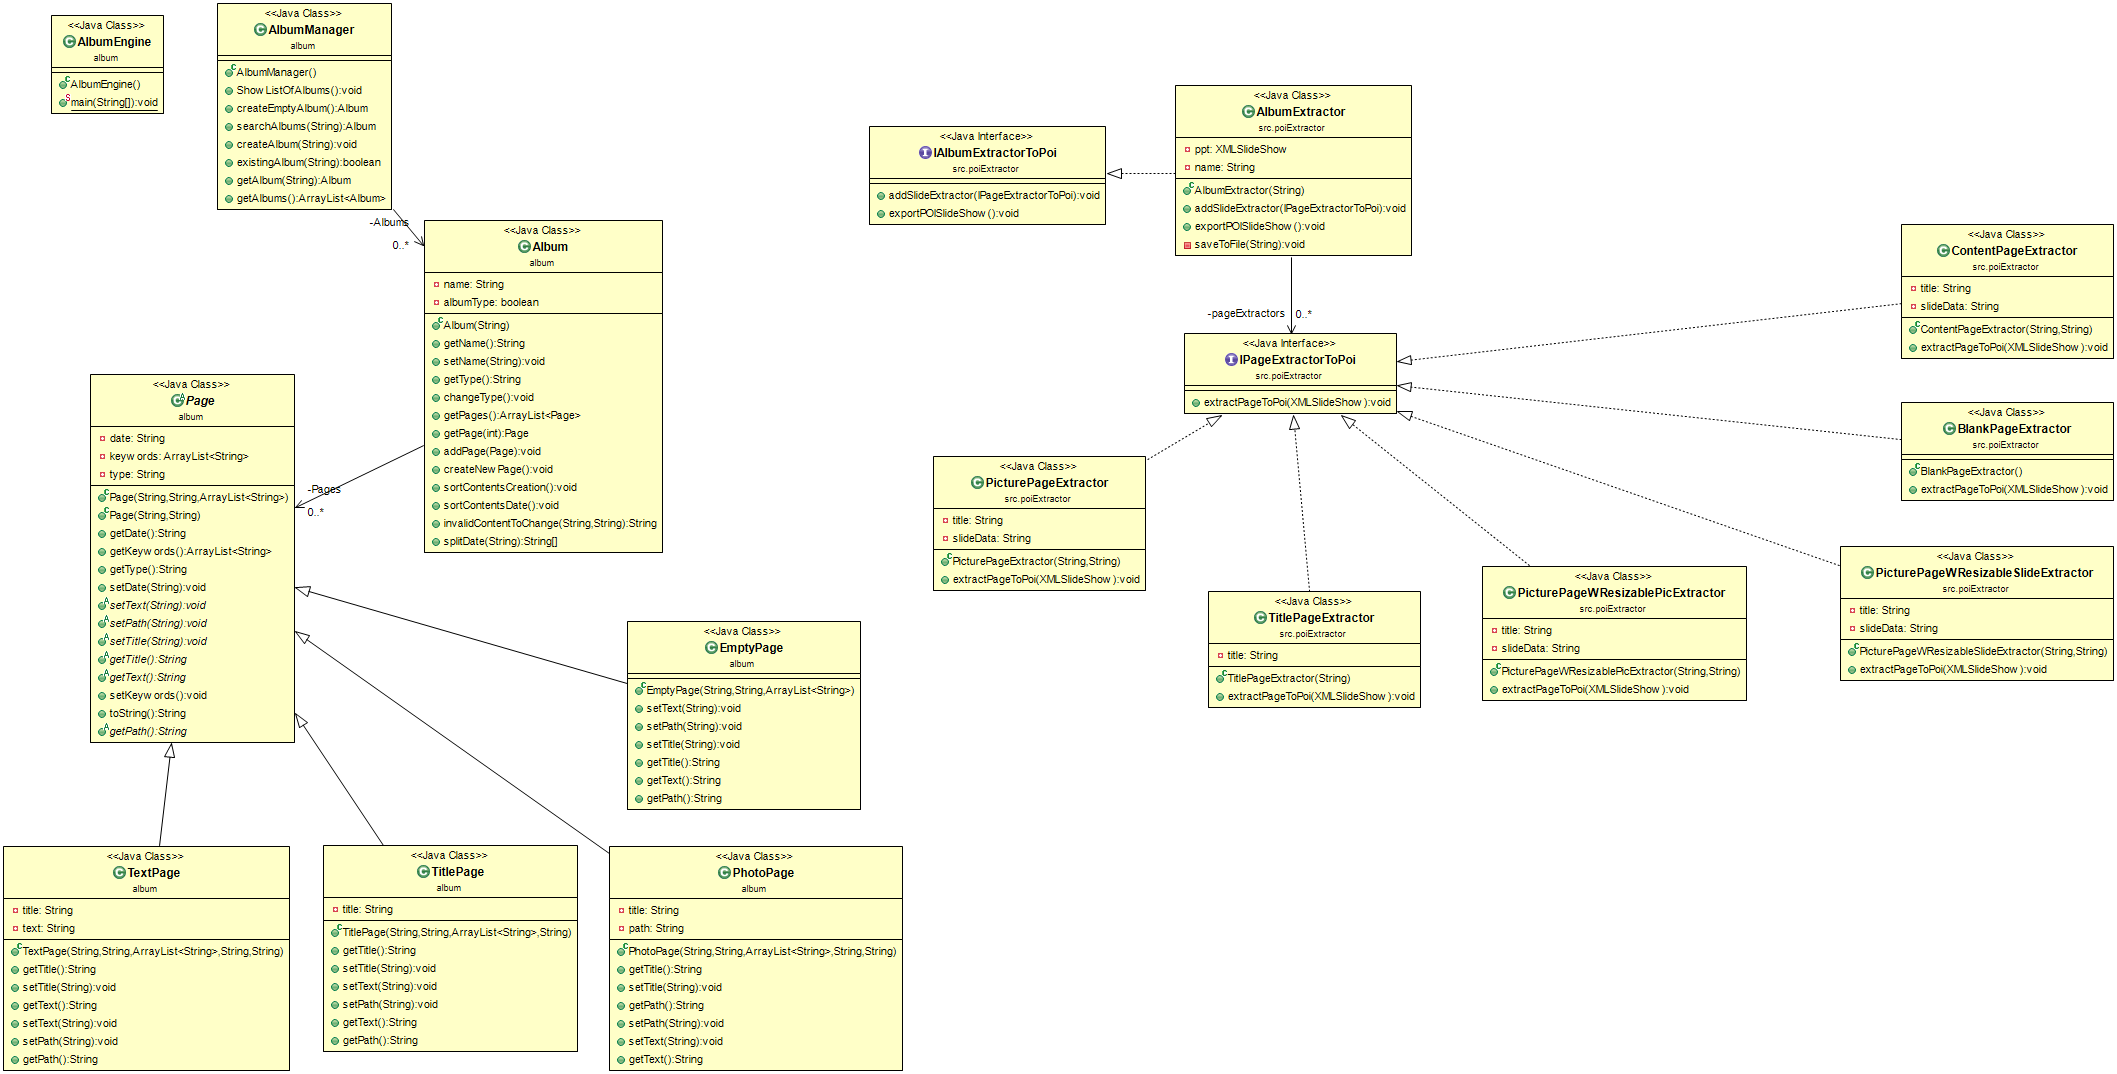 <<Java Class>>
AlbumEngine
album
AlbumEngine()
main(String[]):void
<<Java Class>>
AlbumManager
album
AlbumManager()
ShowListOfAlbums():void
createEmptyAlbum():Album
searchAlbums(String):Album
createAlbum(String):void
existingAlbum(String):boolean
getAlbum(String):Album
getAlbums():ArrayList<Album>
-Albums
0..*
<<Java Class>>
Album
album
name: String
albumType: boolean
Album(String)
getName():String
setName(String):void
getType():String
changeType():void
getPages():ArrayList<Page>
getPage(int):Page
addPage(Page):void
createNewPage():void
sortContentsCreation():void
sortContentsDate():void
invalidContentToChange(String,String):String
splitDate(String):String[]
-Pages
0..*
<<Java Class>>
Page
album
date: String
keywords: ArrayList<String>
type: String
Page(String,String,ArrayList<String>)
Page(String,String)
getDate():String
getKeywords():ArrayList<String>
getType():String
setDate(String):void
setText(String):void
setPath(String):void
setTitle(String):void
getTitle():String
getText():String
setKeywords():void
toString():String
getPath():String
<<Java Class>>
EmptyPage
album
EmptyPage(String,String,ArrayList<String>)
setText(String):void
setPath(String):void
setTitle(String):void
getTitle():String
getText():String
getPath():String
<<Java Class>>
TextPage
album
title: String
text: String
TextPage(String,String,ArrayList<String>,String,String)
getTitle():String
setTitle(String):void
getText():String
setText(String):void
setPath(String):void
getPath():String
<<Java Class>>
TitlePage
album
title: String
TitlePage(String,String,ArrayList<String>,String)
getTitle():String
setTitle(String):void
setText(String):void
setPath(String):void
getText():String
getPath():String
<<Java Class>>
PhotoPage
album
title: String
path: String
PhotoPage(String,String,ArrayList<String>,String,String)
getTitle():String
setTitle(String):void
getPath():String
setPath(String):void
setText(String):void
getText():String
<<Java Interface>>
IAlbumExtractorToPoi
src.poiExtractor
addSlideExtractor(IPageExtractorToPoi):void
exportPOISlideShow():void
<<Java Class>>
AlbumExtractor
src.poiExtractor
ppt: XMLSlideShow
name: String
AlbumExtractor(String)
addSlideExtractor(IPageExtractorToPoi):void
exportPOISlideShow():void
saveToFile(String):void
-pageExtractors
0..*
<<Java Interface>>
IPageExtractorToPoi
src.poiExtractor
extractPageToPoi(XMLSlideShow):void
<<Java Class>>
ContentPageExtractor
src.poiExtractor
title: String
slideData: String
ContentPageExtractor(String,String)
extractPageToPoi(XMLSlideShow):void
<<Java Class>>
BlankPageExtractor
src.poiExtractor
BlankPageExtractor()
extractPageToPoi(XMLSlideShow):void
<<Java Class>>
PicturePageExtractor
src.poiExtractor
title: String
slideData: String
PicturePageExtractor(String,String)
extractPageToPoi(XMLSlideShow):void
<<Java Class>>
TitlePageExtractor
src.poiExtractor
title: String
TitlePageExtractor(String)
extractPageToPoi(XMLSlideShow):void
<<Java Class>>
PicturePageWResizablePicExtractor
src.poiExtractor
title: String
slideData: String
PicturePageWResizablePicExtractor(String,String)
extractPageToPoi(XMLSlideShow):void
<<Java Class>>
PicturePageWResizableSlideExtractor
src.poiExtractor
title: String
slideData: String
PicturePageWResizableSlideExtractor(String,String)
extractPageToPoi(XMLSlideShow):void